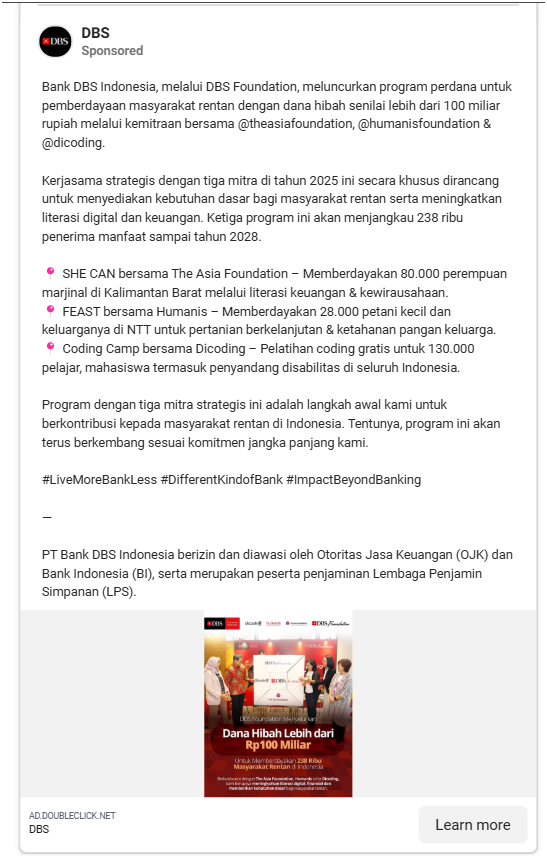 DBS
DBS
Sponsored
Bank DBS Indonesia, melalui DBS Foundation, meluncurkan program perdana untuk
pemberdayaan masyarakat rentan dengan dana hibah senilai lebih dari 100 miliar
rupiah melalui kemitraan bersama @theasiafoundation, @humanisfoundation &
@dicoding.
Kerjasama strategis dengan tiga mitra di tahun 2025 ini secara khusus dirancang
untuk menyediakan kebutuhan dasar bagi masyarakat rentan serta meningkatkan
literasi digital dan keuangan. Ketiga program ini akan menjangkau 238 ribu
penerima manfaat sampai tahun 2028.
📍 SHE CAN bersama The Asia Foundation – Memberdayakan 80.000 perempuan
marjinal di Kalimantan Barat melalui literasi keuangan & kewirausahaan.
📍 FEAST bersama Humanis – Memberdayakan 28.000 petani kecil dan
keluarganya di NTT untuk pertanian berkelanjutan & ketahanan pangan keluarga.
📍 Coding Camp bersama Dicoding – Pelatihan coding gratis untuk 130.000
pelajar, mahasiswa termasuk penyandang disabilitas di seluruh Indonesia.
Program dengan tiga mitra strategis ini adalah langkah awal kami untuk
berkontribusi kepada masyarakat rentan di Indonesia. Tentunya, program ini akan
terus berkembang sesuai komitmen jangka panjang kami.
#LiveMoreBankLess #DifferentKindofBank #ImpactBeyondBanking
—
PT Bank DBS Indonesia berizin dan diawasi oleh Otoritas Jasa Keuangan (OJK) dan
Bank Indonesia (BI), serta merupakan peserta penjaminan Lembaga Penjamin
Simpanan (LPS).
DBS
dicoding
DBS Foundation
DBS
DBS Foundation Menyalurkan
Dana Hibah Lebih dari
Rp100 Miliar
Untuk Memberdayakan 238 Ribu
Masyarakat Rentan di Indonesia
AD.DOUBLECLICK.NET
DBS
Learn more